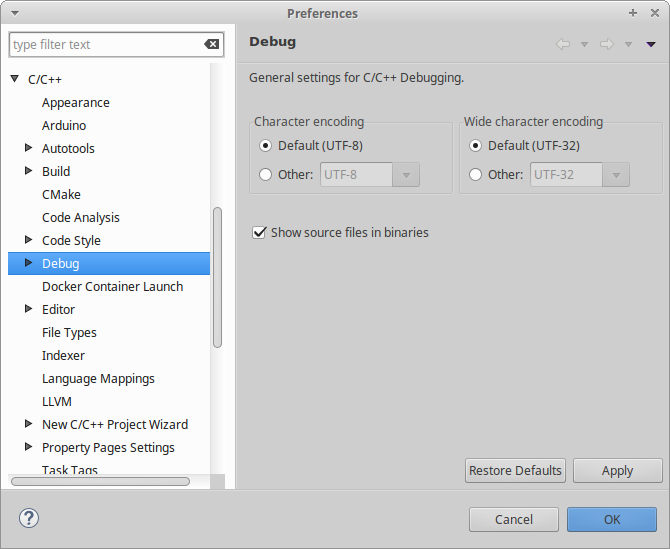 Preferences
type filter text
C/C++
Appearance
Arduino
Autotools
Build
CMake
Code Analysis
Code Style
Debug
Docker Container Launch
Editor
File Types
Indexer
Language Mappings
LLVM
New C/C++ Project Wizard
Property Pages Settings
Task Tags
Debug
General settings for C/C++ Debugging.
Character encoding
Default (UTF-8)
Other: UTF-8
Wide character encoding
Default (UTF-32)
Other: UTF-32
Show source files in binaries
Restore Defaults
Apply
?
Cancel
OK